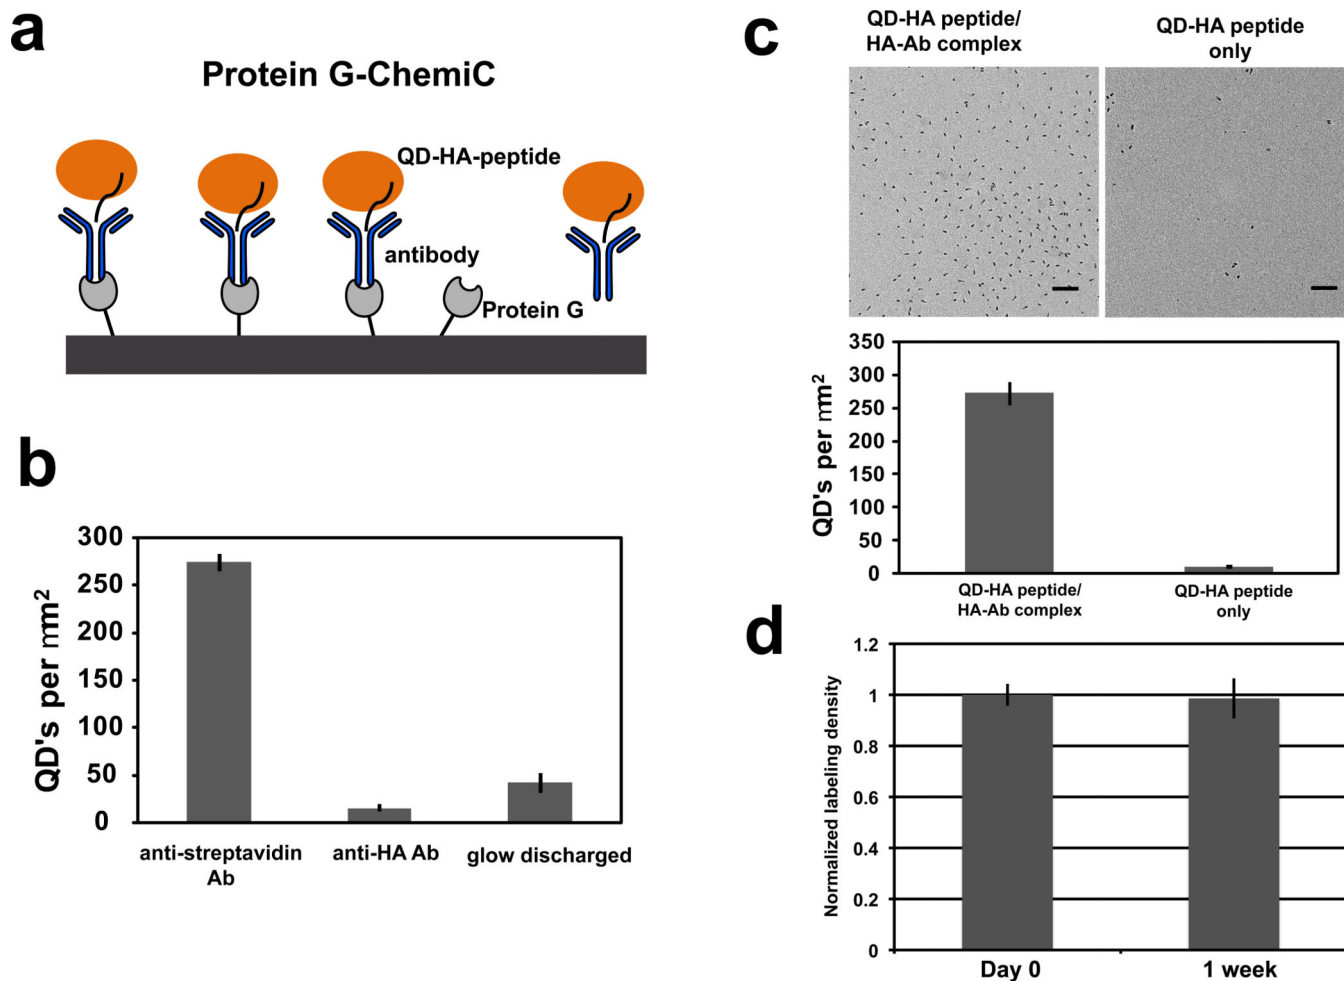 a
Protein G-ChemiC
QD-HA-peptide
antibody
Protein G
b
QD's per mm2
300
250
200
150
100
50
0
anti-streptavidin
Ab
anti-HA Ab
glow discharged
c
QD-HA peptide/
HA-Ab complex
QD-HA peptide
only
QD's per mm2
350
300
250
200
150
100
50
0
QD-HA peptide/
HA-Ab complex
QD-HA peptide
only
d
Normalized labeling density
1.2
1
0.8
0.6
0.4
0.2
0
Day 0
1 week